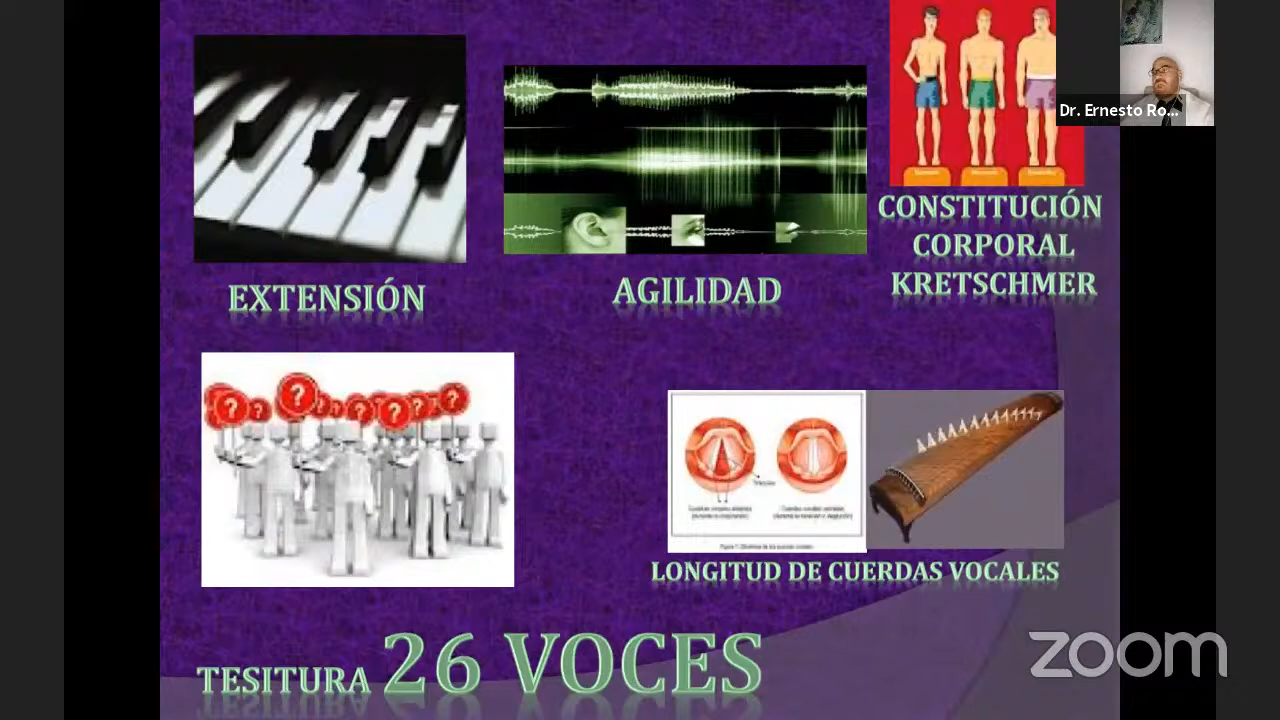 Dr. Ernesto Ro...
EXTENSIÓN
AGILIDAD
CONSTITUCIÓN
CORPORAL
KRETSCHMER
? ? ? ? ? ? ? ?
LONGITUD DE CUERDAS VOCALES
TESITURA 26 VOCES
zoom